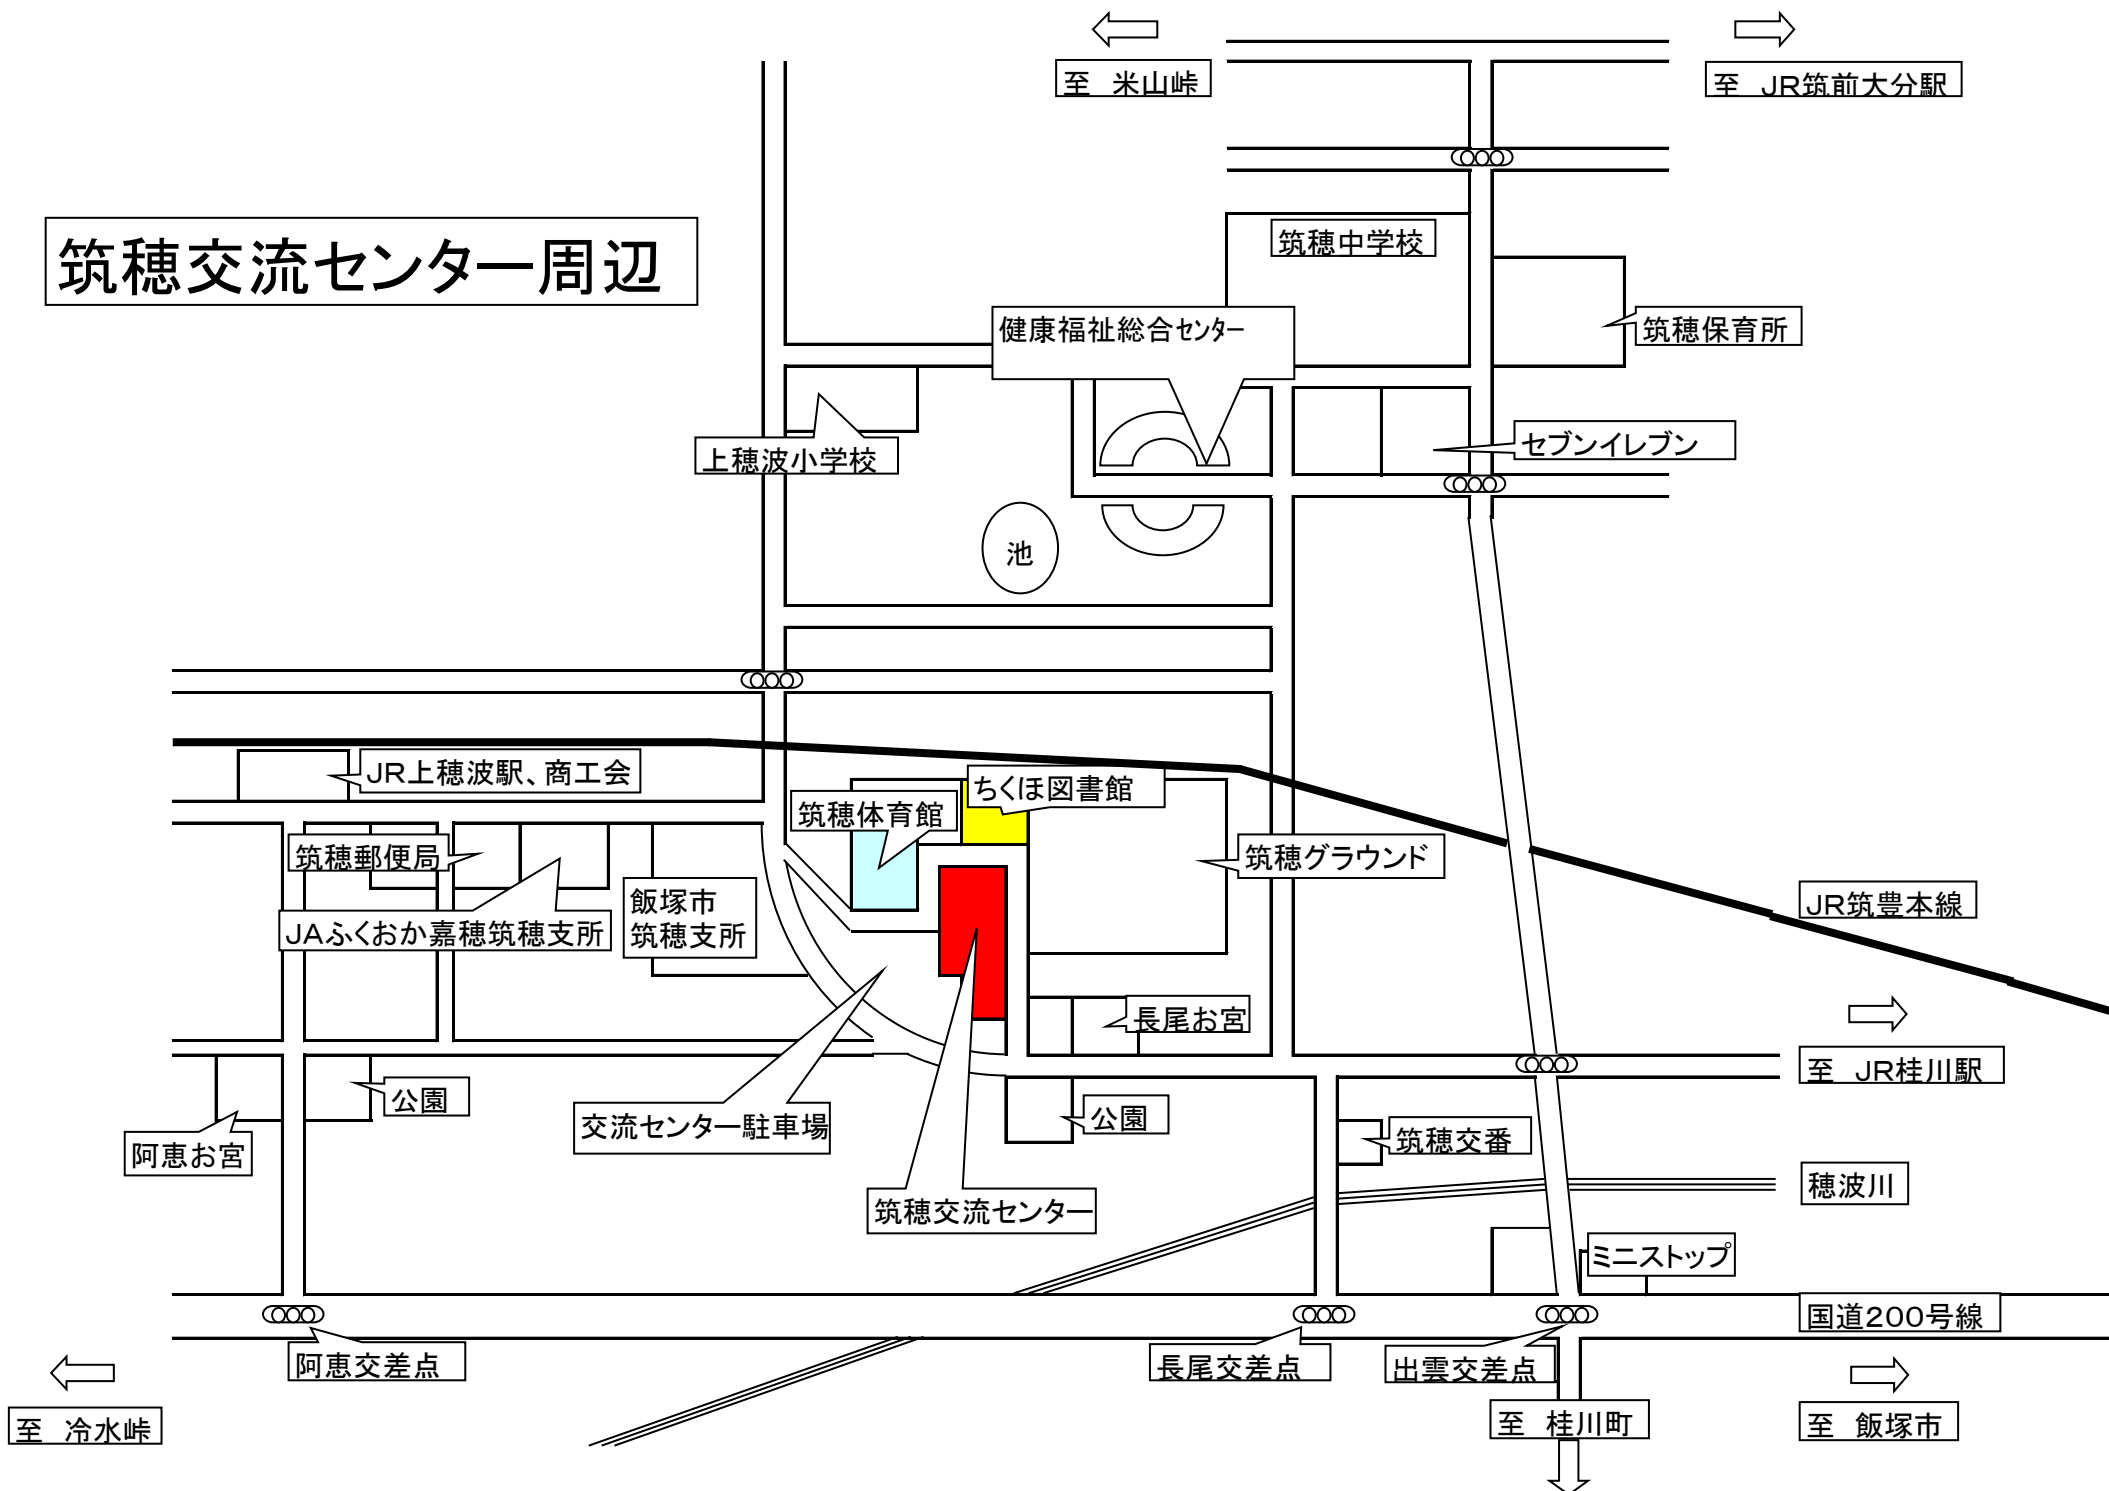 至　米山峠
至　JR筑前大分駅
筑穂交流センター周辺
筑穂中学校
健康福祉総合ｾﾝﾀｰ
筑穂保育所
セブンイレブン
上穂波小学校
池
JR上穂波駅、商工会
ちくほ図書館
筑穂体育館
筑穂郵便局
筑穂グラウンド
飯塚市
筑穂支所
JAふくおか嘉穂筑穂支所
JR筑豊本線
長尾お宮
至　JR桂川駅
公園
交流センター駐車場
公園
筑穂交番
阿恵お宮
筑穂交流センター
穂波川
ミニストップ
国道200号線
阿恵交差点
長尾交差点
出雲交差点
至　冷水峠
至　桂川町
至　飯塚市